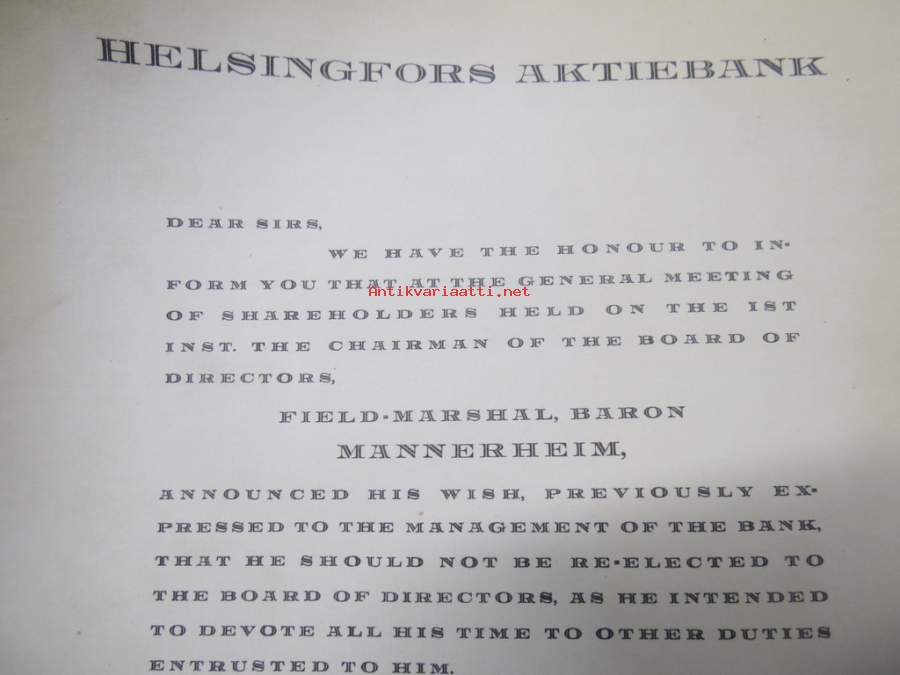 HELSINGFORS AKTIEBANK
DEAR SIRS,
WE HAVE THE HONOUR TO IN-
FORM YOU THAT AT THE GENERAL MEETING
Antikvariaatti.net
OF SHAREHOLDERS HELD ON THE 1ST
INST. THE CHAIRMAN OF THE BOARD OF
DIRECTORS,
FIELD-MARSHAL, BARON
MANNERHEIM,
ANNOUNCED HIS WISH, PREVIOUSLY EX-
PRESSED TO THE MANAGEMENT OF THE BANK,
THAT HE SHOULD NOT BE RE-ELECTED TO
THE BOARD OF DIRECTORS, AS HE INTENDED
TO DEVOTE ALL HIS TIME TO OTHER DUTIES
ENTRUSTED TO HIM.